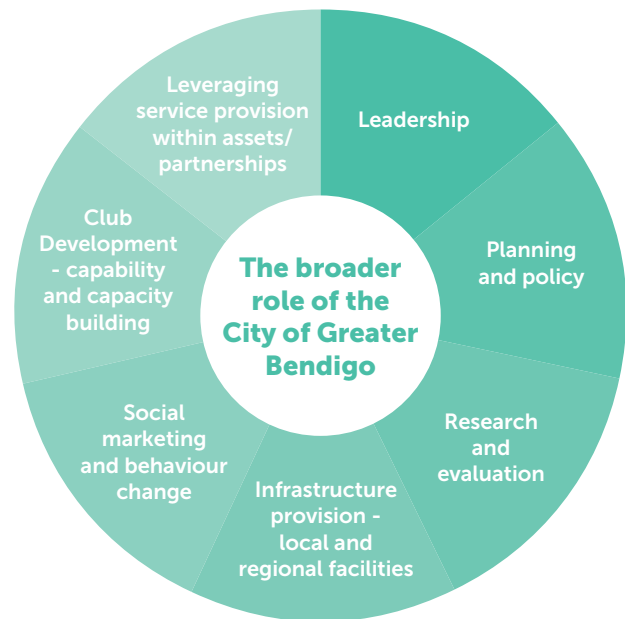 The broader
role of the
City of Greater
Bendigo
Leadership
Planning
and policy
Research
and
evaluation
Infrastructure
provision -
local and
regional facilities
Social
marketing
and behaviour
change
Club
Development
- capability
and capacity
building
Leveraging
service provision
within assets/
partnerships